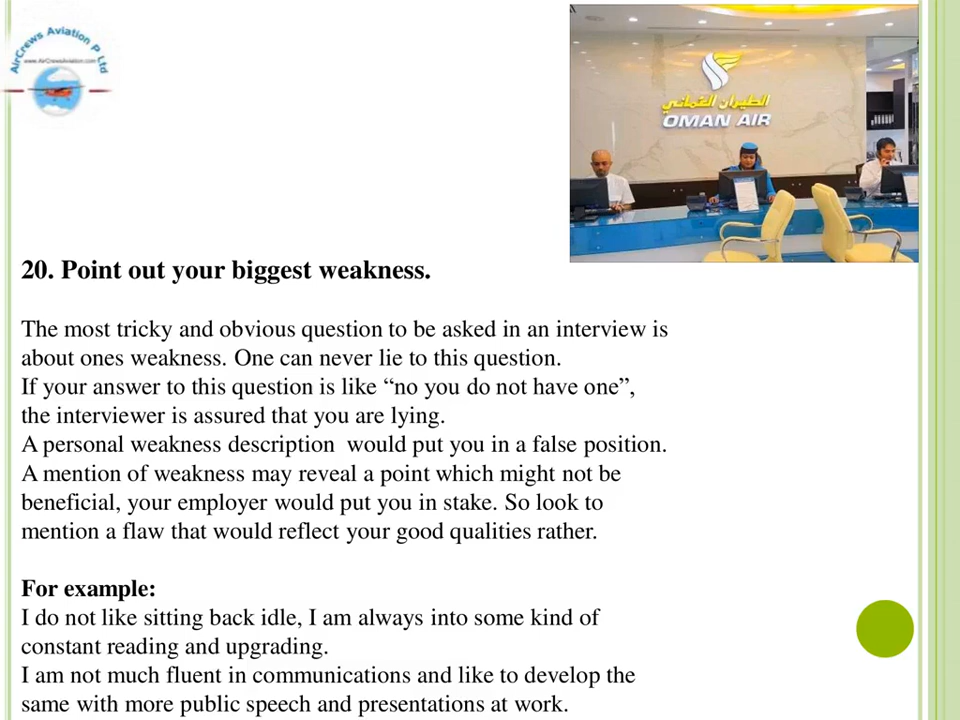 AirCrews Aviation P Ltd
www.AirCrewsAviation.com
الطيران العُماني
OMAN AIR
20. Point out your biggest weakness.
The most tricky and obvious question to be asked in an interview is
about ones weakness. One can never lie to this question.
If your answer to this question is like “no you do not have one”,
the interviewer is assured that you are lying.
A personal weakness description would put you in a false position.
A mention of weakness may reveal a point which might not be
beneficial, your employer would put you in stake. So look to
mention a flaw that would reflect your good qualities rather.
For example:
I do not like sitting back idle, I am always into some kind of
constant reading and upgrading.
I am not much fluent in communications and like to develop the
same with more public speech and presentations at work.